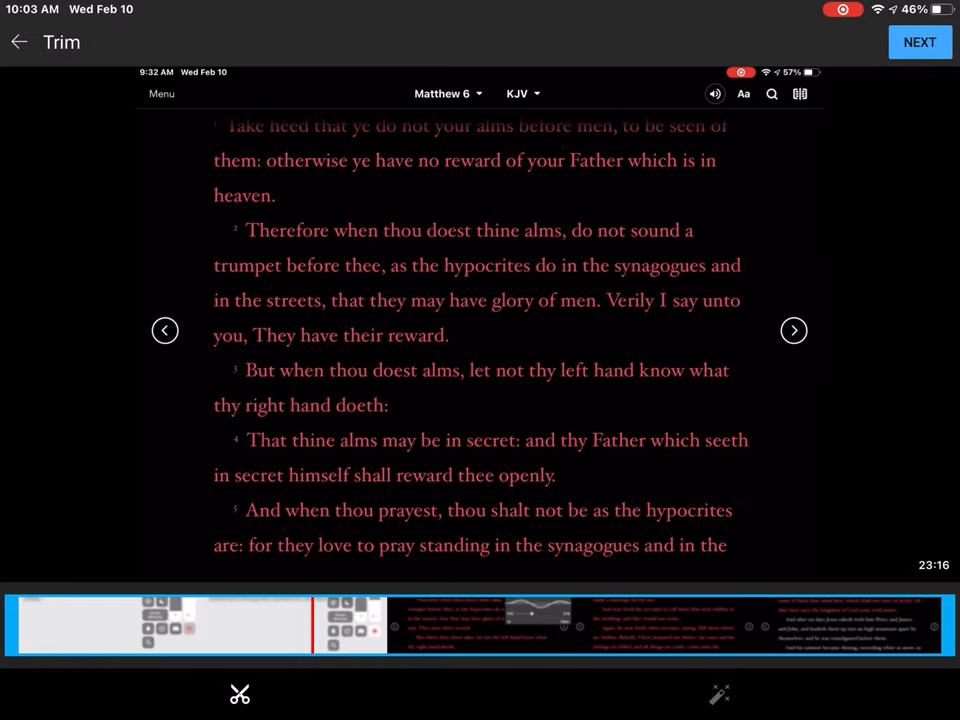 10:03 AM Wed Feb 10
46%
Trim
NEXT
9:32 AM Wed Feb 10
57%
Menu
Matthew 6
KJV
Aa
1 Take heed that ye do not your alms before men, to be seen of
them: otherwise ye have no reward of your Father which is in
heaven.
2 Therefore when thou doest thine alms, do not sound a
trumpet before thee, as the hypocrites do in the synagogues and
in the streets, that they may have glory of men. Verily I say unto
you, They have their reward.
3 But when thou doest alms, let not thy left hand know what
thy right hand doeth:
4 That thine alms may be in secret: and thy Father which seeth
in secret himself shall reward thee openly.
5 And when thou prayest, thou shalt not be as the hypocrites
are: for they love to pray standing in the synagogues and in the
23:16